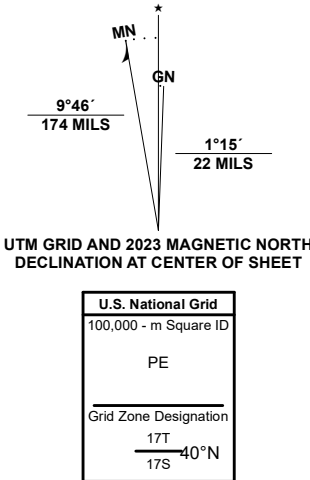 ★
MN
GN
9°46´
174 MILS
1°15´
22 MILS
UTM GRID AND 2023 MAGNETIC NORTH
DECLINATION AT CENTER OF SHEET
U.S. National Grid
100,000 - m Square ID
PE
Grid Zone Designation
17T
40°N
17S